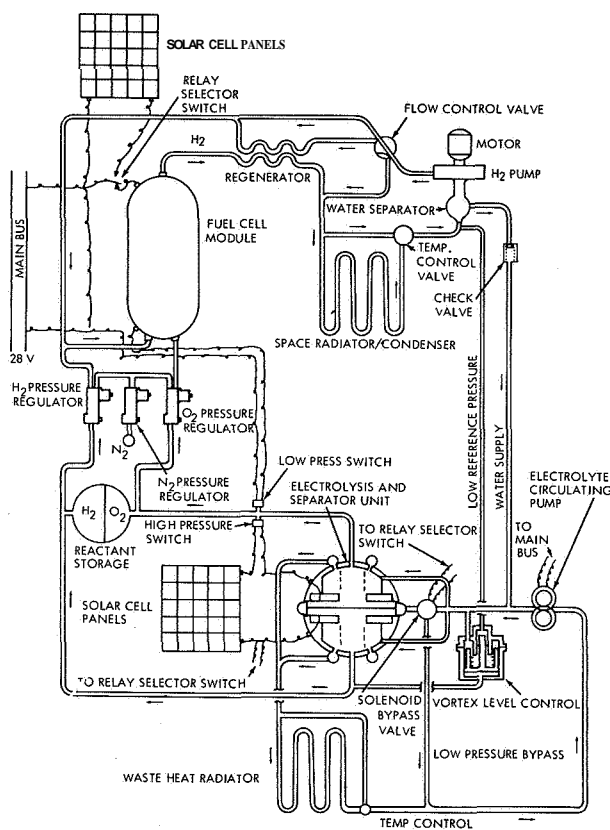 SOLAR CELL PANELS
RELAY
SELECTOR
SWITCH
FLOW CONTROL VALVE
MOTOR
H2
H2 PUMP
REGENERATOR
WATER SEPARATOR
FUEL CELL
MODULE
MAIN BUS
TEMP.
CONTROL
VALVE
CHECK
VALVE
28 V
SPACE RADIATOR/CONDENSER
H2 PRESSURE
REGULATOR
O2 PRESSURE
REGULATOR
N2
N2 PRESSURE
REGULATOR
LOW REFERENCE PRESSURE
WATER SUPPLY
LOW PRESS SWITCH
ELECTROLYSIS AND
SEPARATOR UNIT
ELECTROLYTE
CIRCULATING
PUMP
H2
O2
HIGH PRESSURE
SWITCH
TO RELAY SELECTOR
SWITCH
TO
MAIN
BUS
REACTANT
STORAGE
SOLAR CELL
PANELS
TO RELAY SELECTOR SWITCH
SOLENOID
BYPASS
VALVE
VORTEX LEVEL CONTROL
LOW PRESSURE BYPASS
WASTE HEAT RADIATOR
TEMP CONTROL